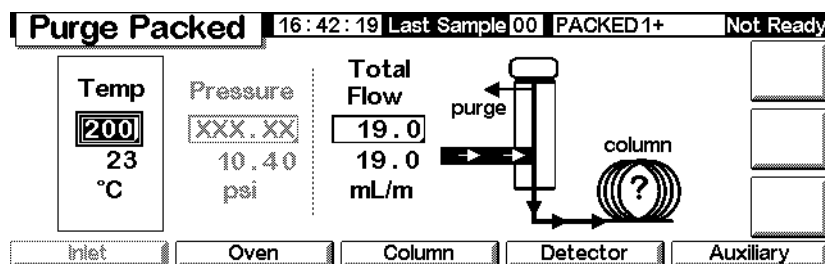 Purge Packed 16:42:19 Last Sample 00 PACKED1+ Not Ready
Temp
200
23
°C
Pressure
XXX.XX
10.40
psi
Total
Flow
19.0
19.0
mL/m
purge
column
?
Inlet Oven Column Detector Auxiliary